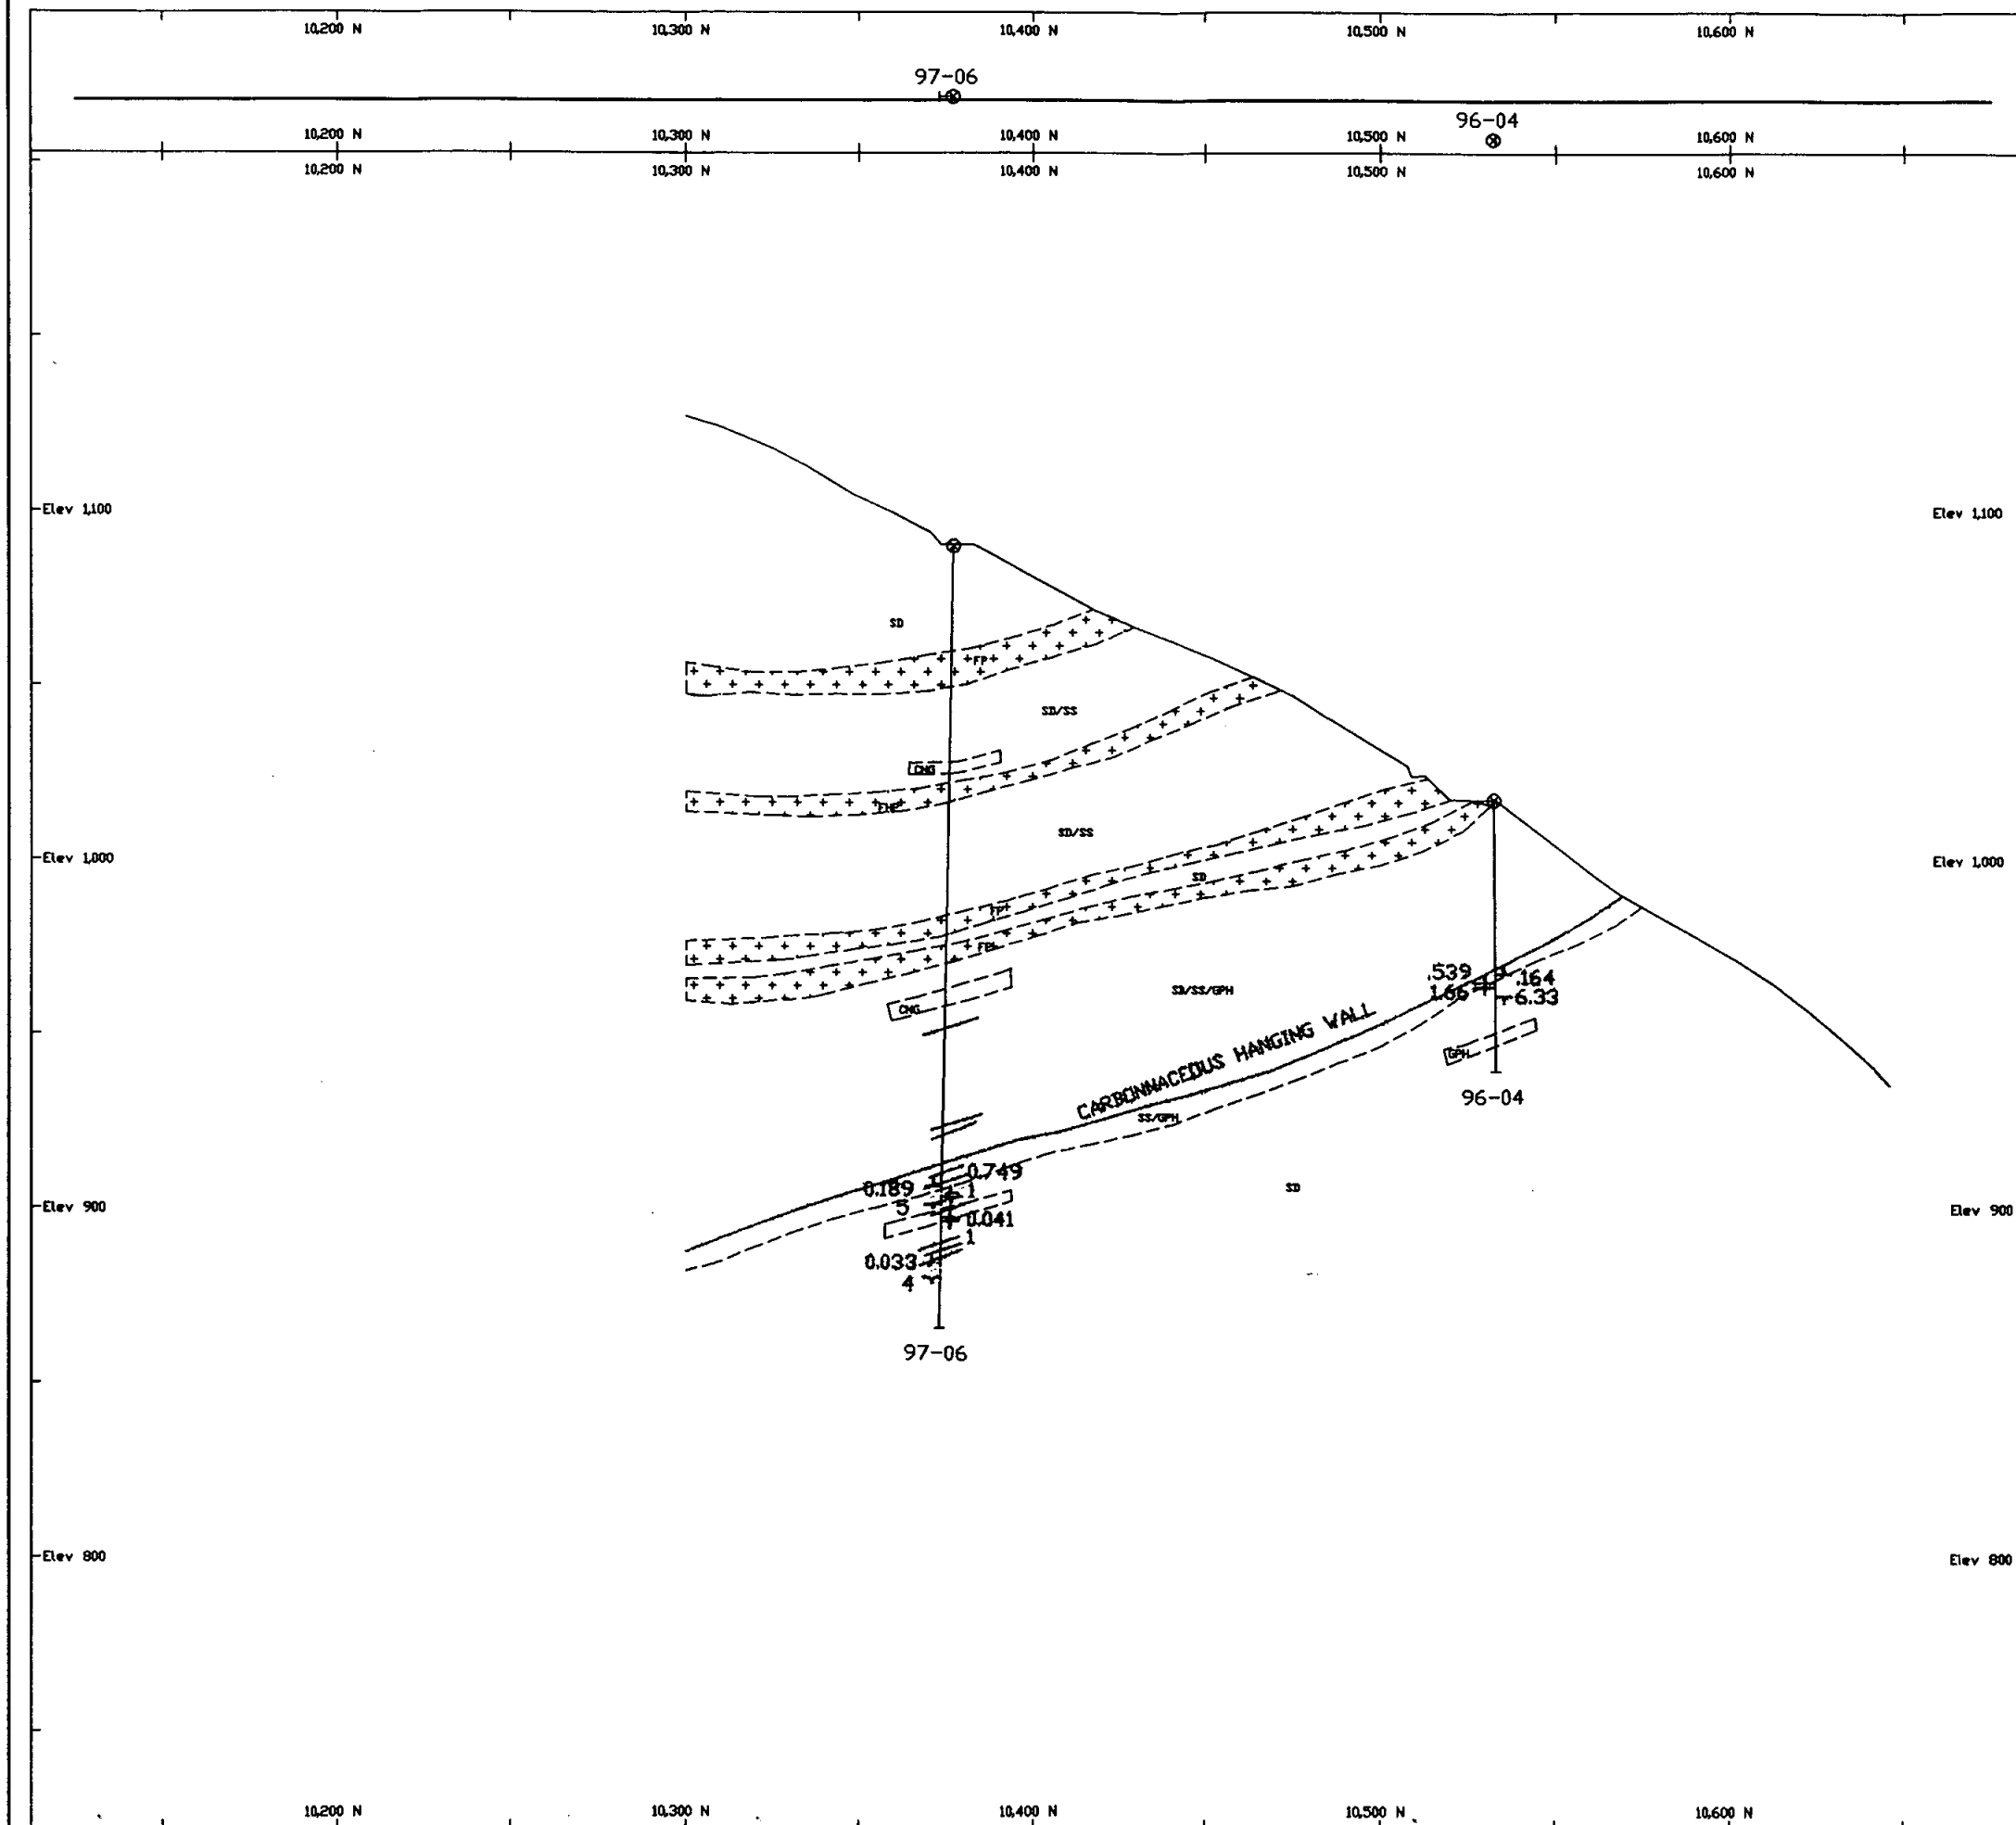 10,200 N 10,300 N 10,400 N 10,500 N 10,600 N
97-06
96-04
10,200 N 10,300 N 10,400 N 10,500 N 10,600 N
10,200 N 10,300 N 10,400 N 10,500 N 10,600 N
Elev 1,100 Elev 1,100
SD
FP
SD/SS
CNG
FHP
SD/SS
Elev 1,000 Elev 1,000
SD
FP
FP
.539 .164
1.66 6.33
SD/SS/GPH
CNG
CARBONNACEOUS HANGING WALL
GPH
96-04
SS/GPH
0.749
0.189 1
SD
5
Elev 900 Elev 900
0.041
1
0.033
4
97-06
Elev 800 Elev 800
10,200 N 10,300 N 10,400 N 10,500 N 10,600 N